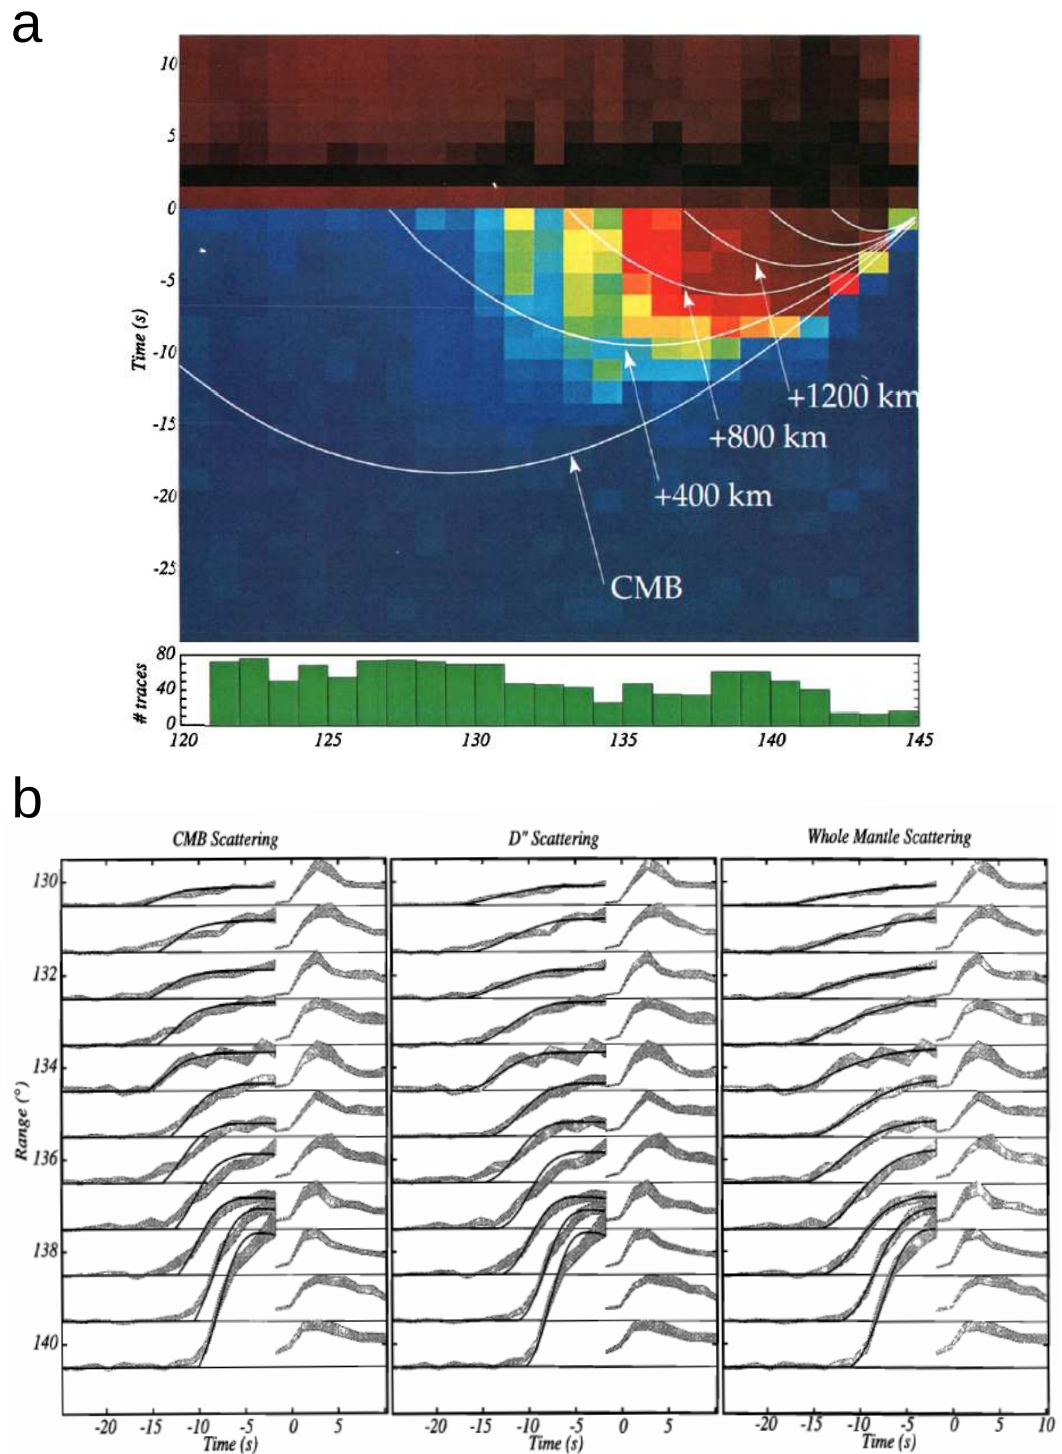 a
10
5
0
-5
-10
-15
-20
-25
Time (s)
+1200 km
+800 km
+400 km
CMB
80
40
0
# traces
120 125 130 135 140 145
b
CMB Scattering D" Scattering Whole Mantle Scattering
130
132
134
136
138
140
Range (°)
-20 -15 -10 -5 0 5 -20 -15 -10 -5 0 5 -20 -15 -10 -5 0 5 10
Time (s) Time (s) Time (s)